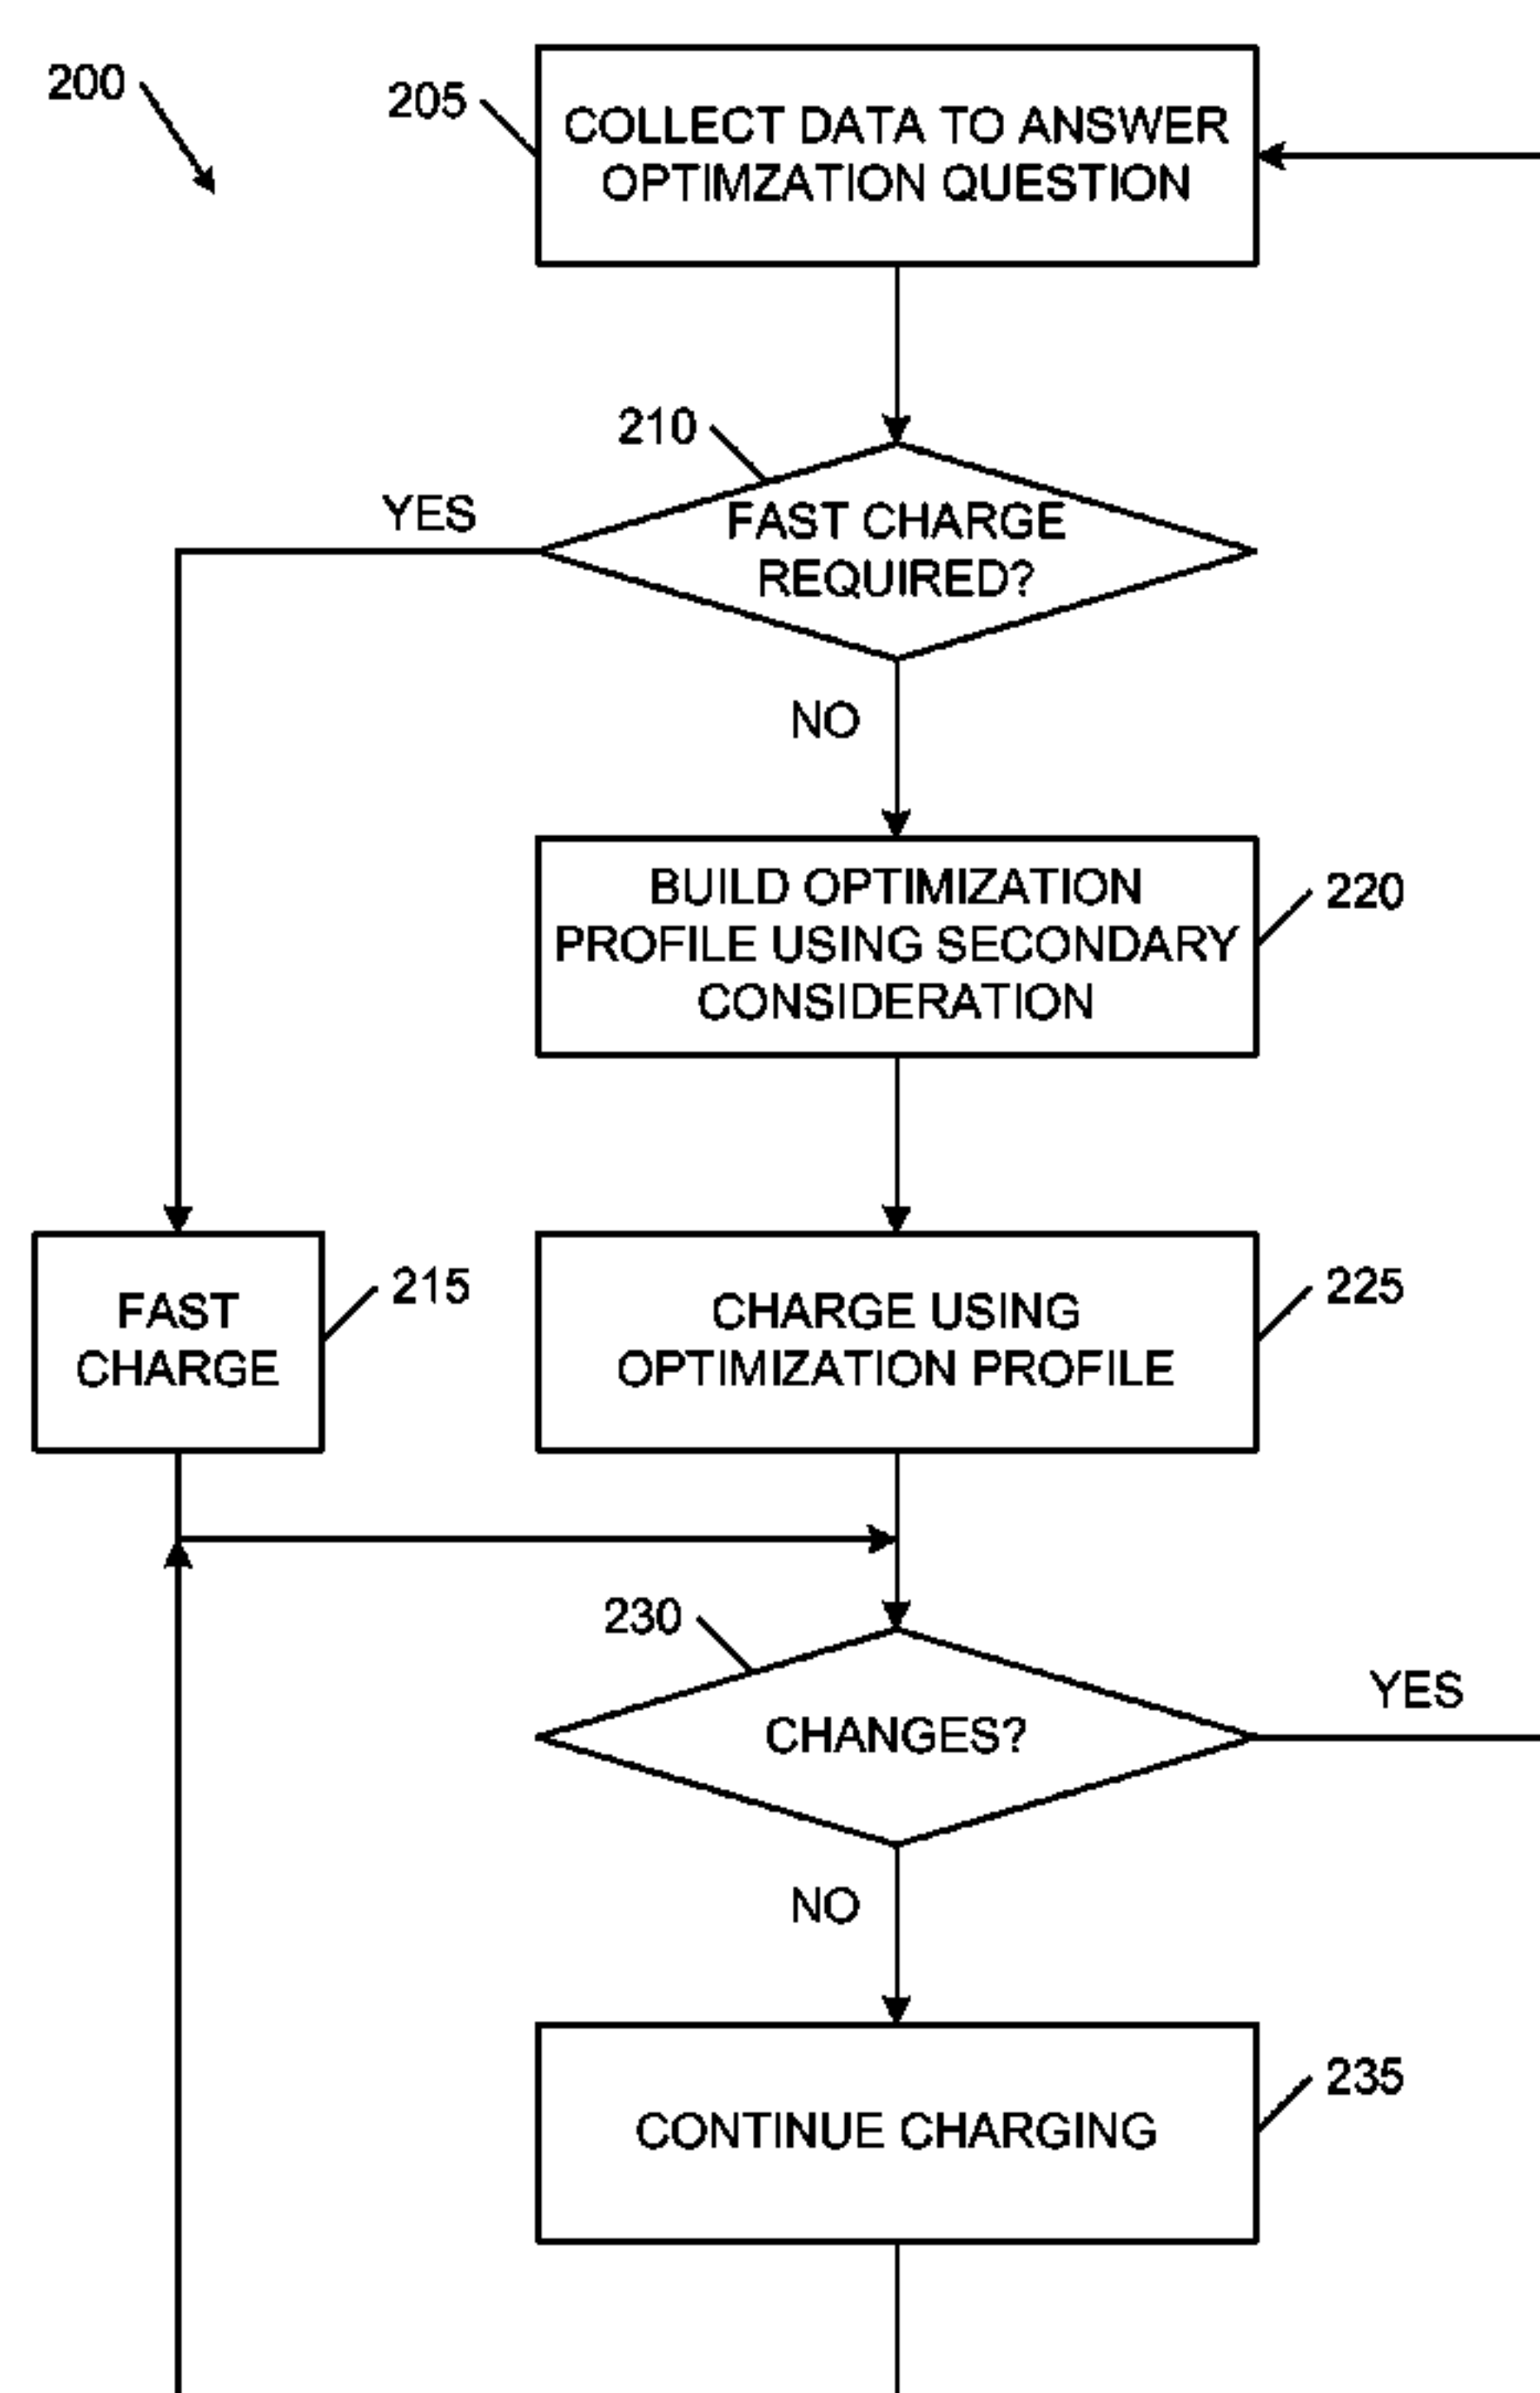 200
205
COLLECT DATA TO ANSWER
OPTIMZATION QUESTION
210
YES
FAST CHARGE
REQUIRED?
NO
BUILD OPTIMIZATION
PROFILE USING SECONDARY
CONSIDERATION
220
FAST
CHARGE
215
CHARGE USING
OPTIMIZATION PROFILE
225
230
CHANGES?
YES
NO
CONTINUE CHARGING
235